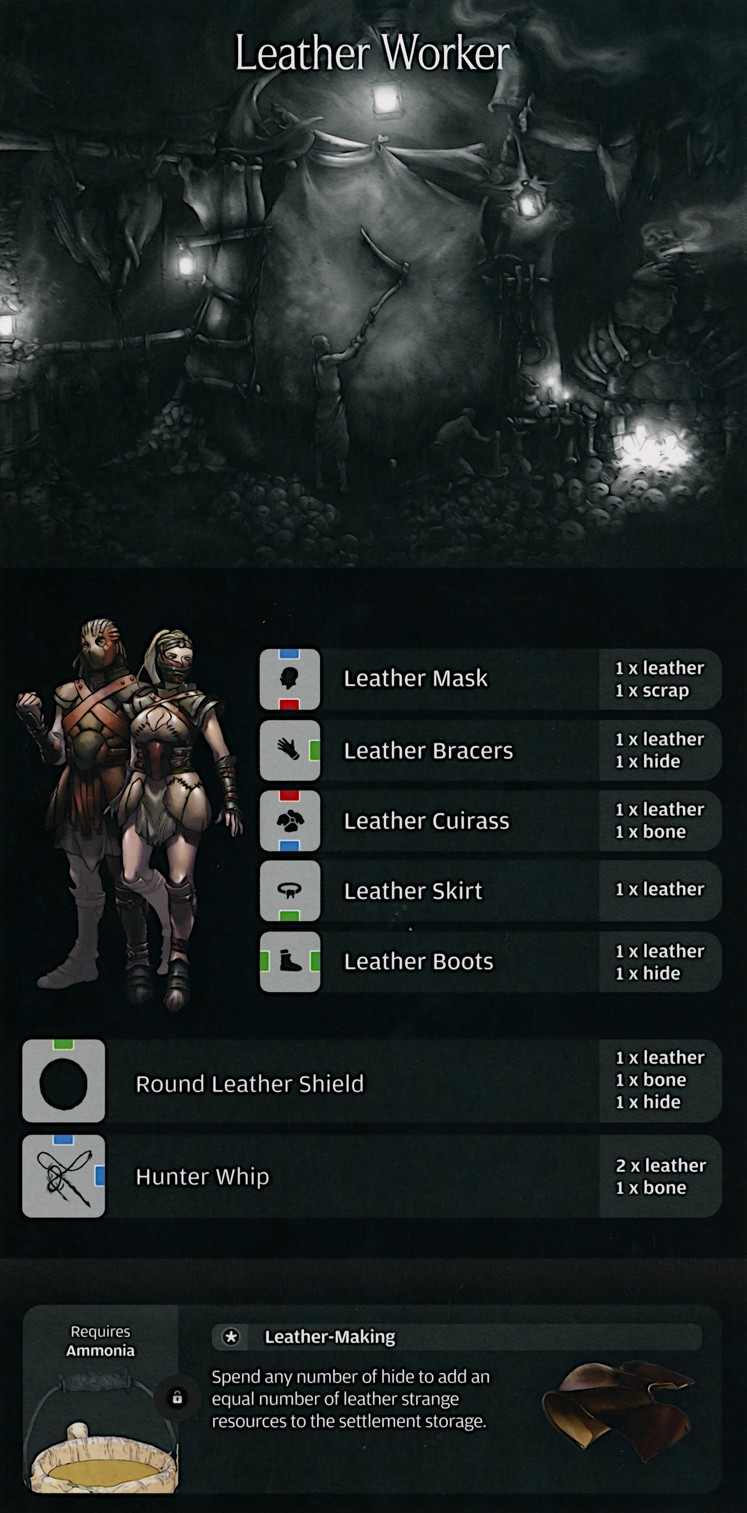 Leather Worker
Leather Mask
1 x leather
1 x scrap
Leather Bracers
1 x leather
1 x hide
Leather Cuirass
1 x leather
1 x bone
Leather Skirt
1 x leather
Leather Boots
1 x leather
1 x hide
Round Leather Shield
1 x leather
1 x bone
1 x hide
Hunter Whip
2 x leather
1 x bone
Requires
Ammonia
Leather-Making
Spend any number of hide to add an
equal number of leather strange
resources to the settlement storage.